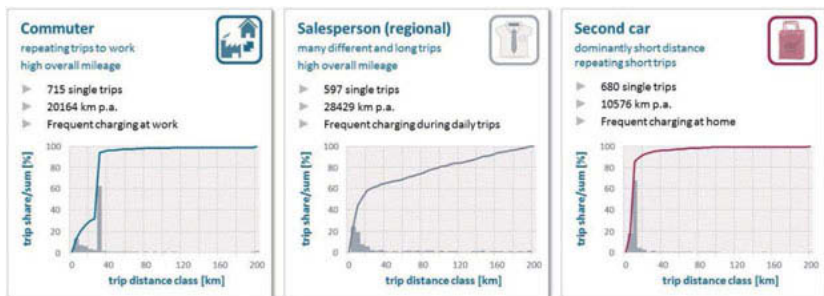 Commuter
repeating trips to work
high overall mileage
715 single trips
20164 km p.a.
Frequent charging at work
trip share/sum [%]
100
80
60
40
20
0
0 40 80 120 160 200
trip distance class [km]
Salesperson (regional)
many different and long trips
high overall mileage
597 single trips
28429 km p.a.
Frequent charging during daily trips
trip share/sum [%]
100
80
60
40
20
0
0 40 80 120 160 200
trip distance class [km]
Second car
dominantly short distance
repeating short trips
680 single trips
10576 km p.a.
Frequent charging at home
trip share/sum [%]
100
80
60
40
20
0
0 40 80 120 160 200
trip distance class [km]